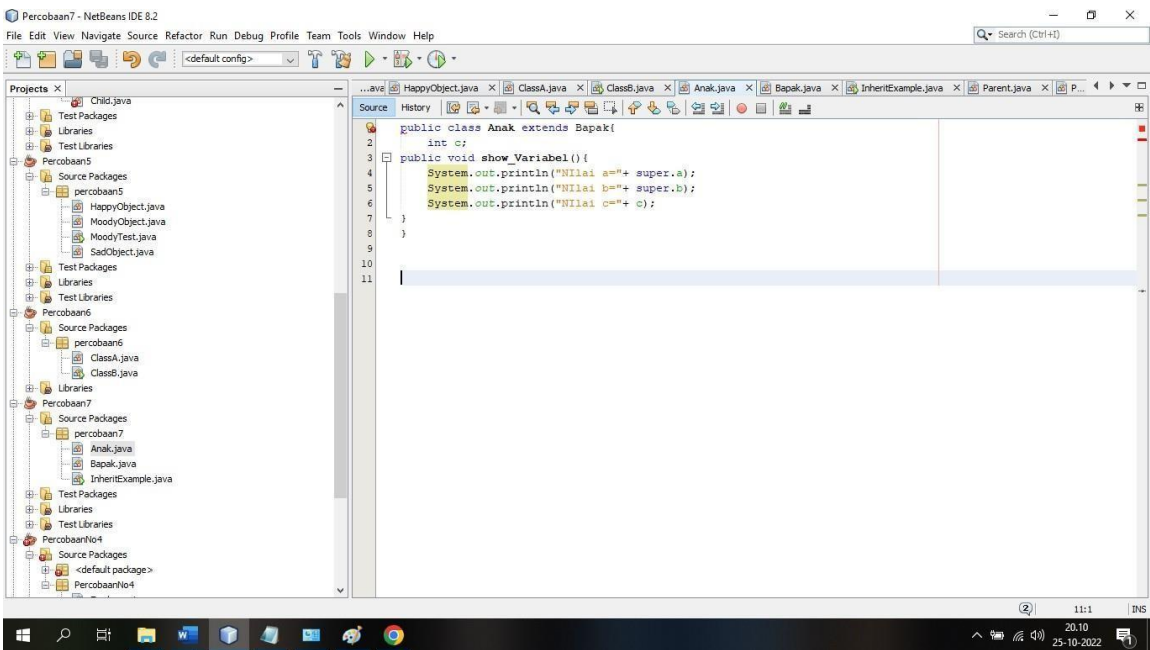 Percobaan7 - NetBeans IDE 8.2
File Edit View Navigate Source Refactor Run Debug Profile Team Tools Window Help
Search (Ctrl+I)
<default config>
Projects
...ava HappyObject.java ClassA.java ClassB.java Anak.java Bapak.java InheritExample.java Parent.java P...
Source History
Child.java
Test Packages
Libraries
Test Libraries
Percobaan5
Source Packages
percobaan5
HappyObject.java
MoodyObject.java
MoodyTest.java
SadObject.java
Test Packages
Libraries
Test Libraries
Percobaan6
Source Packages
percobaan6
ClassA.java
ClassB.java
Libraries
Percobaan7
Source Packages
percobaan7
Anak.java
Bapak.java
InheritExample.java
Test Packages
Libraries
Test Libraries
PercobaanNo4
Source Packages
<default package>
PercobaanNo4
public class Anak extends Bapak{
2 int c;
3 public void show_Variabel(){
4 System.out.println("NIlai a="+ super.a);
5 System.out.println("NIlai b="+ super.b);
6 System.out.println("NIlai c="+ c);
7 }
8 }
9
10
11
2 11:1 INS
20.10
25-10-2022